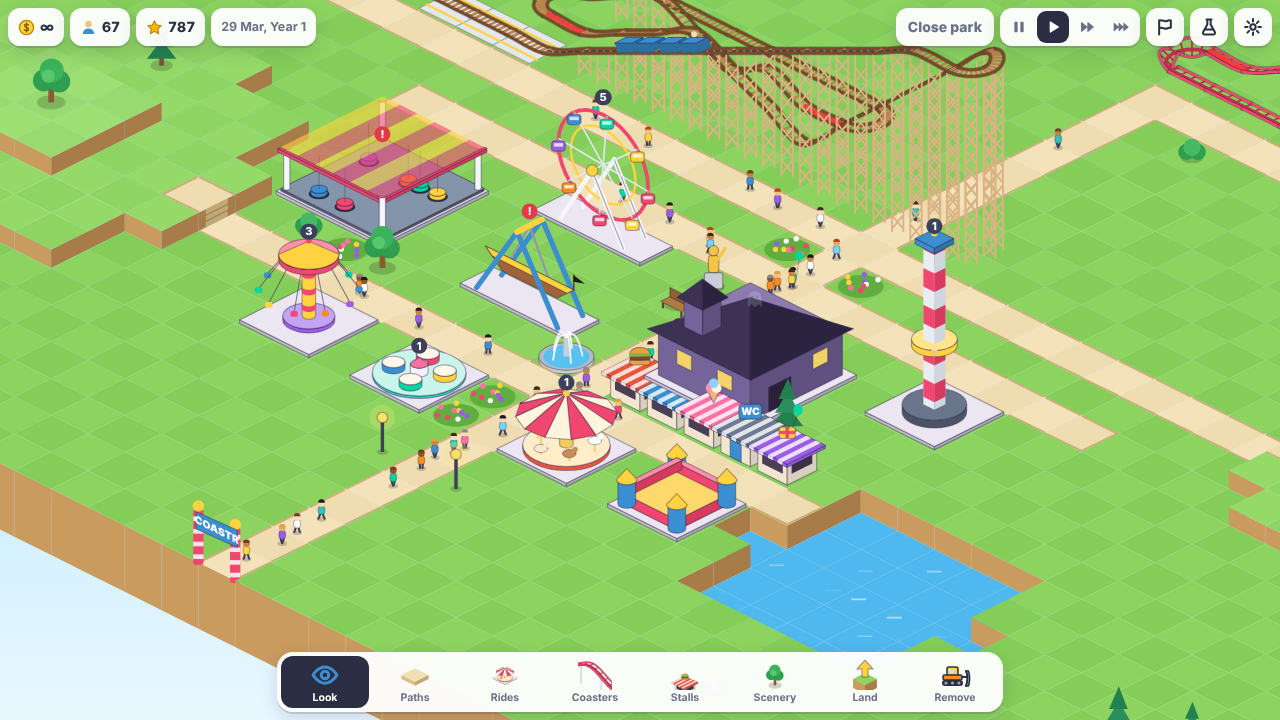 ∞
67
787
29 Mar, Year 1
Close park
5
!
!
3
1
1
1
WC
COASTR
Look
Paths
Rides
Coasters
Stalls
Scenery
Land
Remove